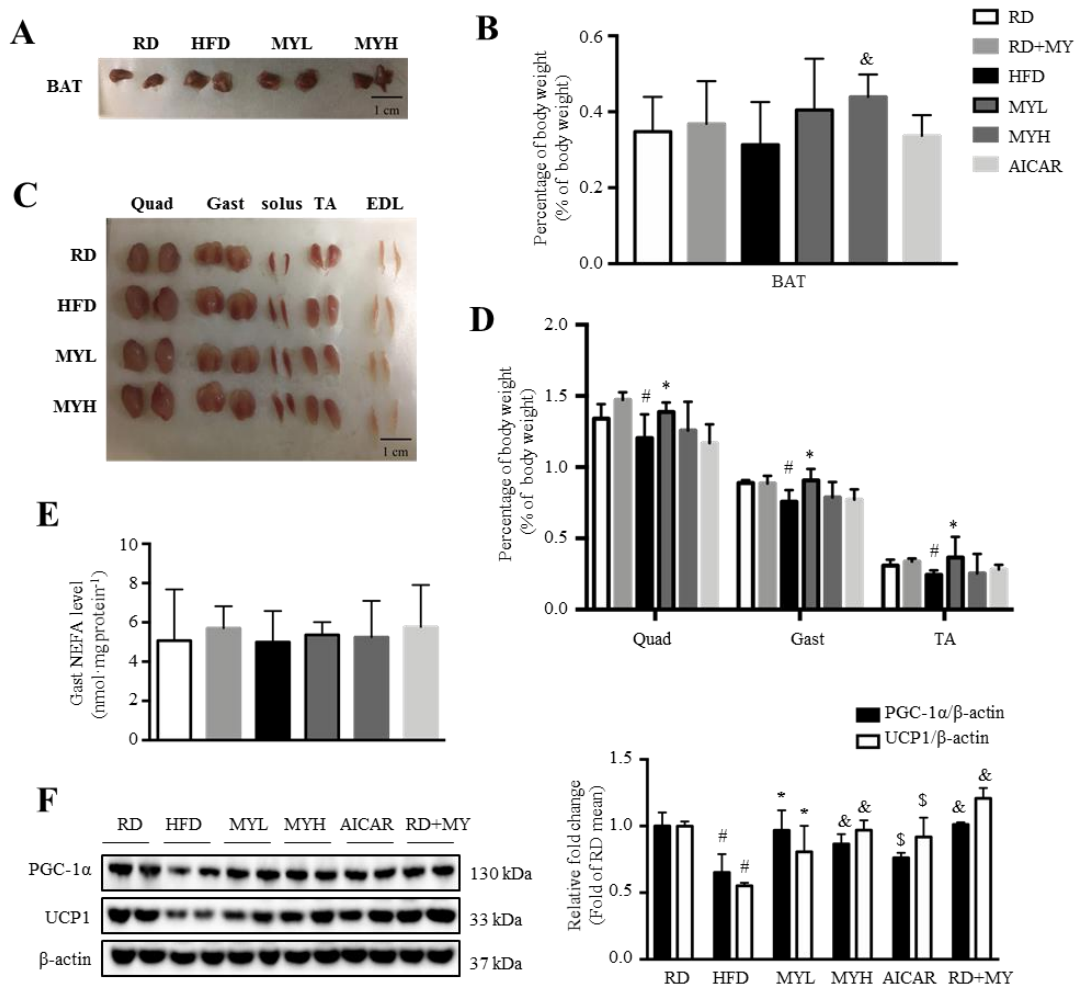 A
RD HFD MYL MYH
BAT
1 cm
B
Percentage of body weight
(% of body weight)
0.6
0.4
0.2
0.0
&
BAT
RD
RD+MY
HFD
MYL
MYH
AICAR
C
Quad Gast solus TA EDL
RD
HFD
MYL
MYH
1 cm
D
Percentage of body weight
(% of body weight)
2.0
1.5
1.0
0.5
0.0
# *
# *
# *
Quad Gast TA
E
Gast NEFA level
(nmol·mgprotein-1)
10
8
6
4
2
0
F
RD HFD MYL MYH AICAR RD+MY
PGC-1α 130 kDa
UCP1 33 kDa
β-actin 37 kDa
PGC-1α/β-actin
UCP1/β-actin
Relative fold change
(Fold of RD mean)
1.5
1.0
0.5
0.0
# # * * & & $ $ & &
RD HFD MYL MYH AICAR RD+MY